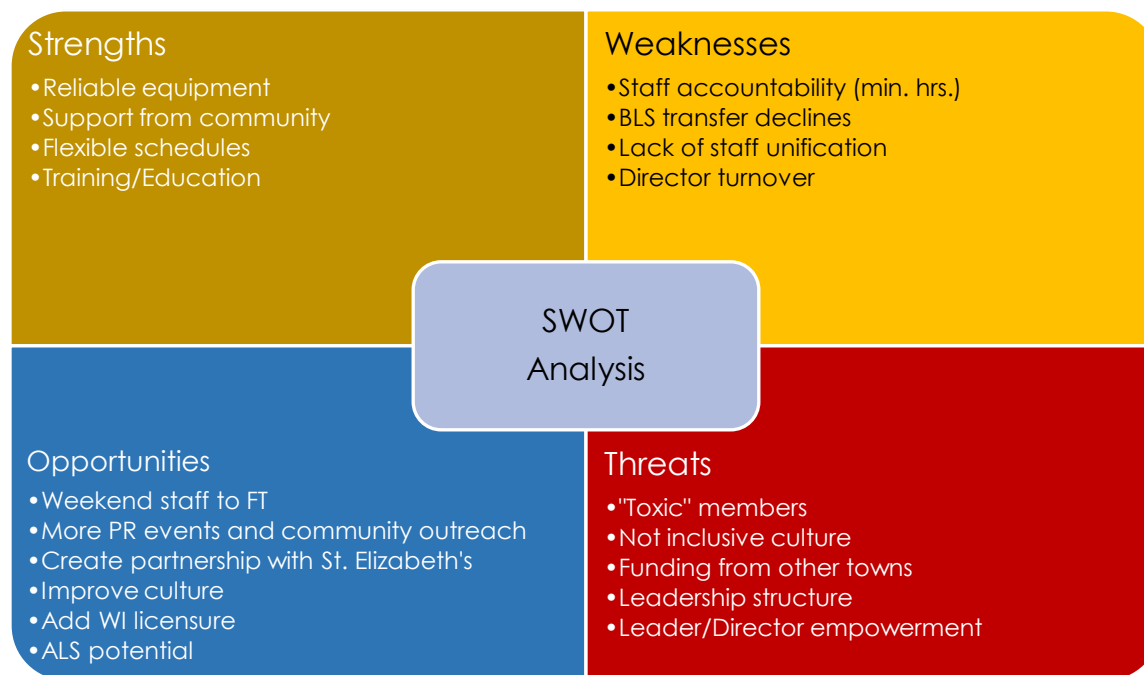 Strengths
•Reliable equipment
•Support from community
•Flexible schedules
•Training/Education
Weaknesses
•Staff accountability (min. hrs.)
•BLS transfer declines
•Lack of staff unification
•Director turnover
SWOT
Analysis
Opportunities
•Weekend staff to FT
•More PR events and community outreach
•Create partnership with St. Elizabeth's
•Improve culture
•Add WI licensure
•ALS potential
Threats
•"Toxic" members
•Not inclusive culture
•Funding from other towns
•Leadership structure
•Leader/Director empowerment